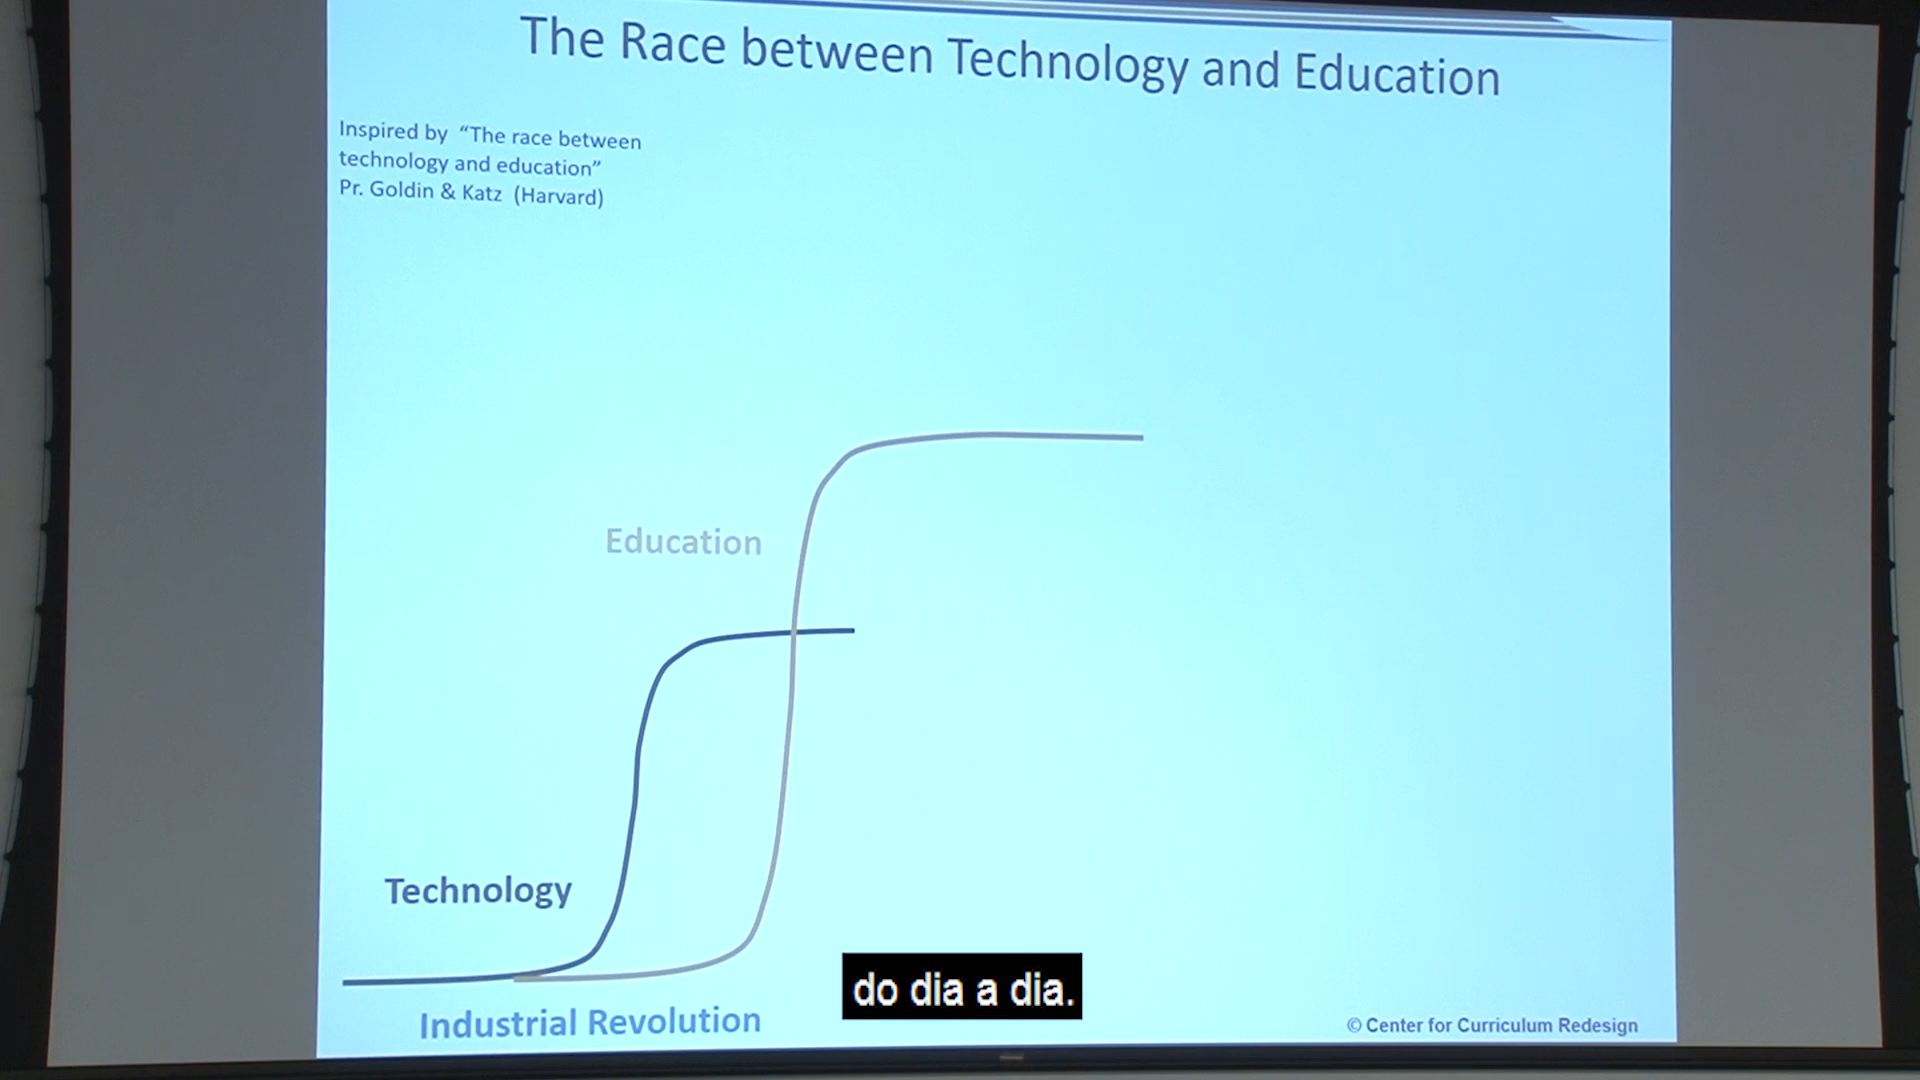 The Race between Technology and Education
Inspired by “The race between
technology and education”
Pr. Goldin & Katz (Harvard)
Education
Technology
do dia a dia.
Industrial Revolution
© Center for Curriculum Redesign